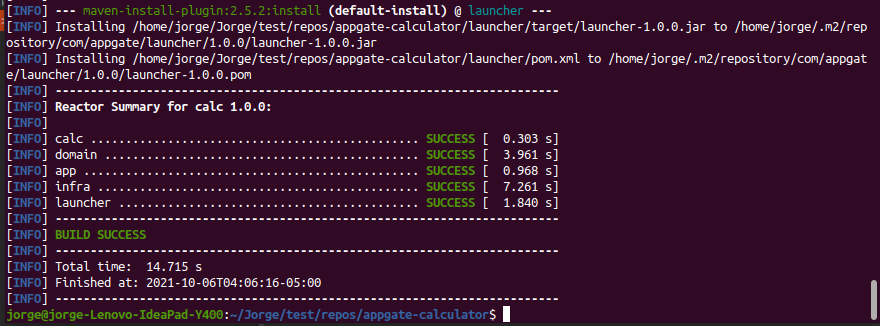 [INFO] --- maven-install-plugin:2.5.2:install (default-install) @ launcher ---
[INFO] Installing /home/jorge/Jorge/test/repos/appgate-calculator/launcher/target/launcher-1.0.0.jar to /home/jorge/.m2/rep
ository/com/appgate/launcher/1.0.0/launcher-1.0.0.jar
[INFO] Installing /home/jorge/Jorge/test/repos/appgate-calculator/launcher/pom.xml to /home/jorge/.m2/repository/com/appgat
e/launcher/1.0.0/launcher-1.0.0.pom
[INFO] ------------------------------------------------------------------------
[INFO] Reactor Summary for calc 1.0.0:
[INFO]
[INFO] calc ............................................... SUCCESS [  0.303 s]
[INFO] domain ............................................. SUCCESS [  3.961 s]
[INFO] app ................................................ SUCCESS [  0.968 s]
[INFO] infra .............................................. SUCCESS [  7.261 s]
[INFO] launcher ........................................... SUCCESS [  1.840 s]
[INFO] ------------------------------------------------------------------------
[INFO] BUILD SUCCESS
[INFO] ------------------------------------------------------------------------
[INFO] Total time:  14.715 s
[INFO] Finished at: 2021-10-06T04:06:16-05:00
[INFO] ------------------------------------------------------------------------
jorge@jorge-Lenovo-IdeaPad-Y400:~/Jorge/test/repos/appgate-calculator$